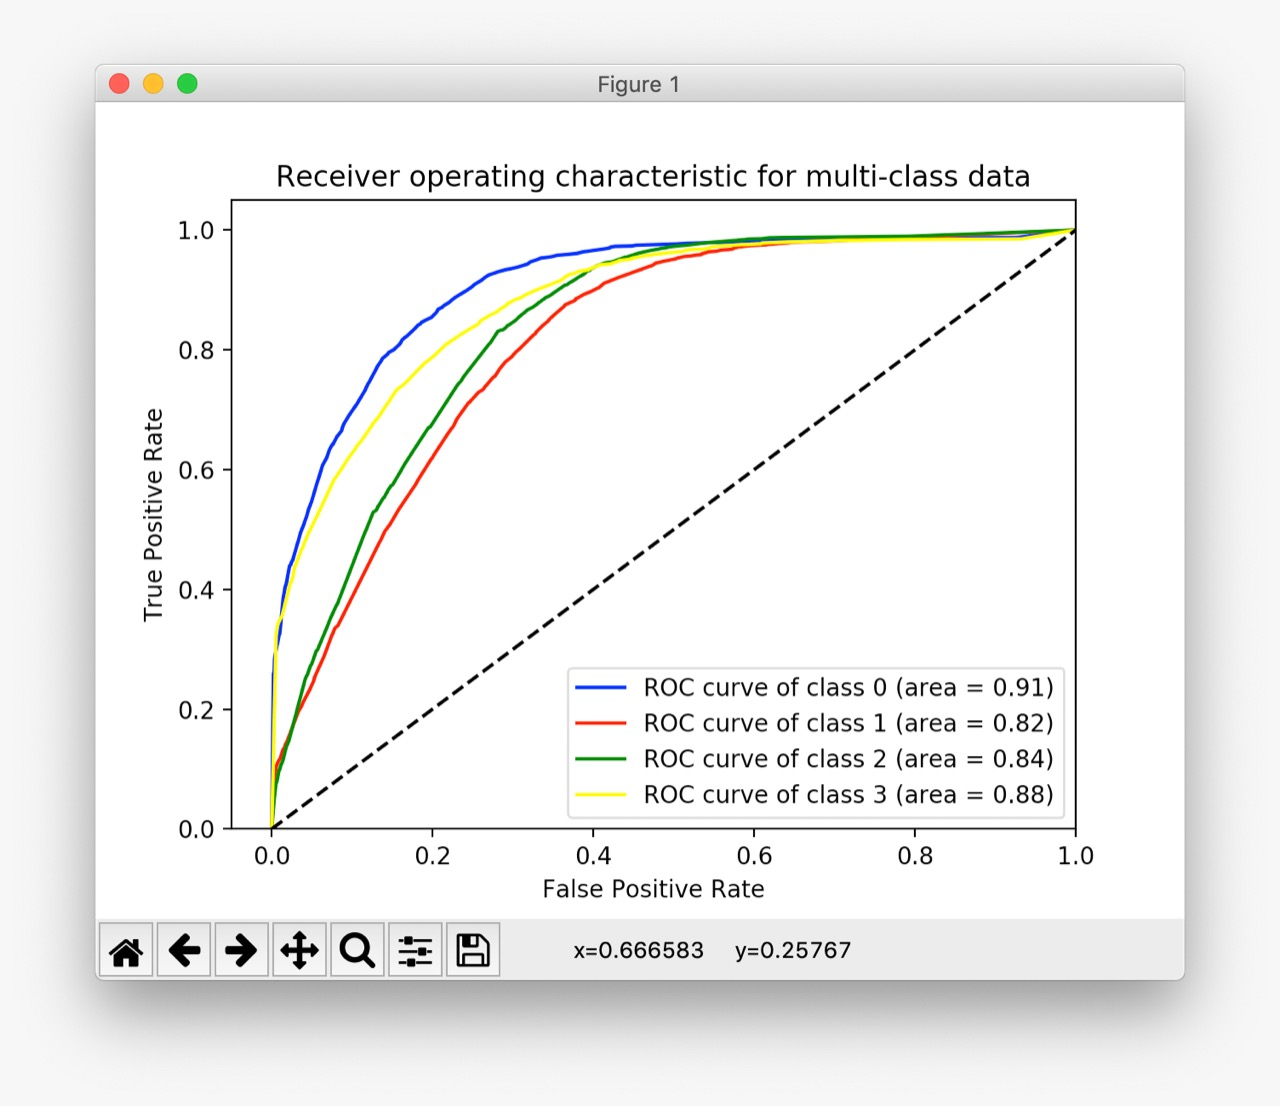 Figure 1
Receiver operating characteristic for multi-class data
1.0
0.8
0.6
0.4
0.2
0.0
True Positive Rate
ROC curve of class 0 (area = 0.91)
ROC curve of class 1 (area = 0.82)
ROC curve of class 2 (area = 0.84)
ROC curve of class 3 (area = 0.88)
0.0 0.2 0.4 0.6 0.8 1.0
False Positive Rate
x=0.666583 y=0.25767